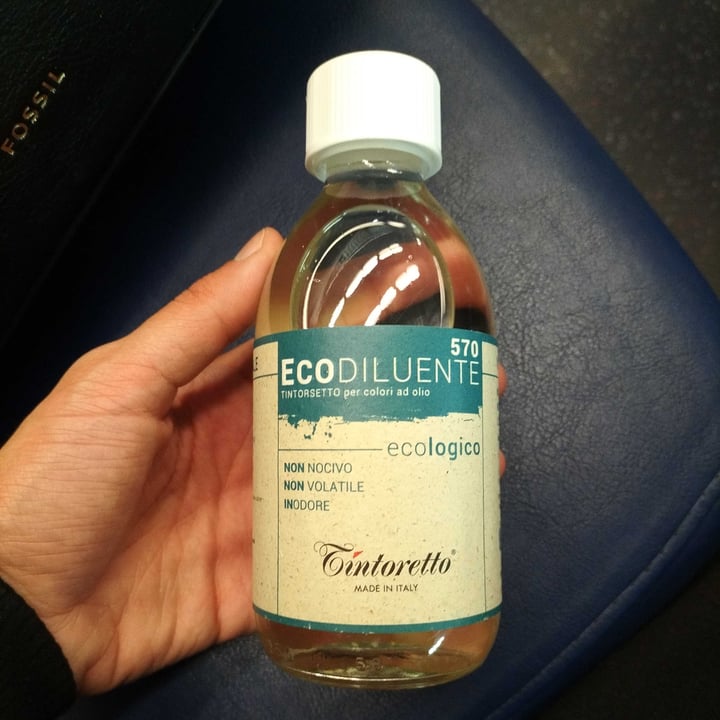 FOSSIL
570
ECODILUENTE
TINTORSETTO per colori ad olio
ecologico
NON NOCIVO
NON VOLATILE
INODORE
Tintoretto®
MADE IN ITALY